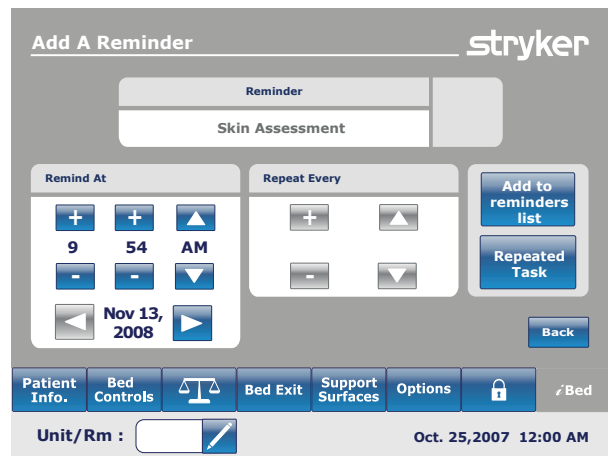 Add A Reminder
stryker
Reminder
Skin Assessment
Remind At
Repeat Every
+ + +
9 54 AM
- - -
Nov 13,
2008
Add to
reminders
list
Repeated
Task
Back
Patient
Info.
Bed
Controls
Bed Exit
Support
Surfaces
Options
iBed
Unit/Rm :
Oct. 25,2007 12:00 AM